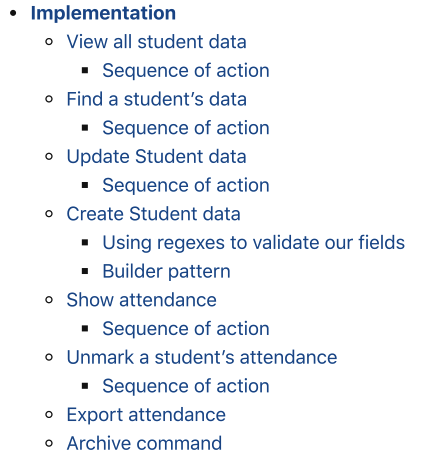 Implementation
View all student data
Sequence of action
Find a student’s data
Sequence of action
Update Student data
Sequence of action
Create Student data
Using regexes to validate our fields
Builder pattern
Show attendance
Sequence of action
Unmark a student’s attendance
Sequence of action
Export attendance
Archive command